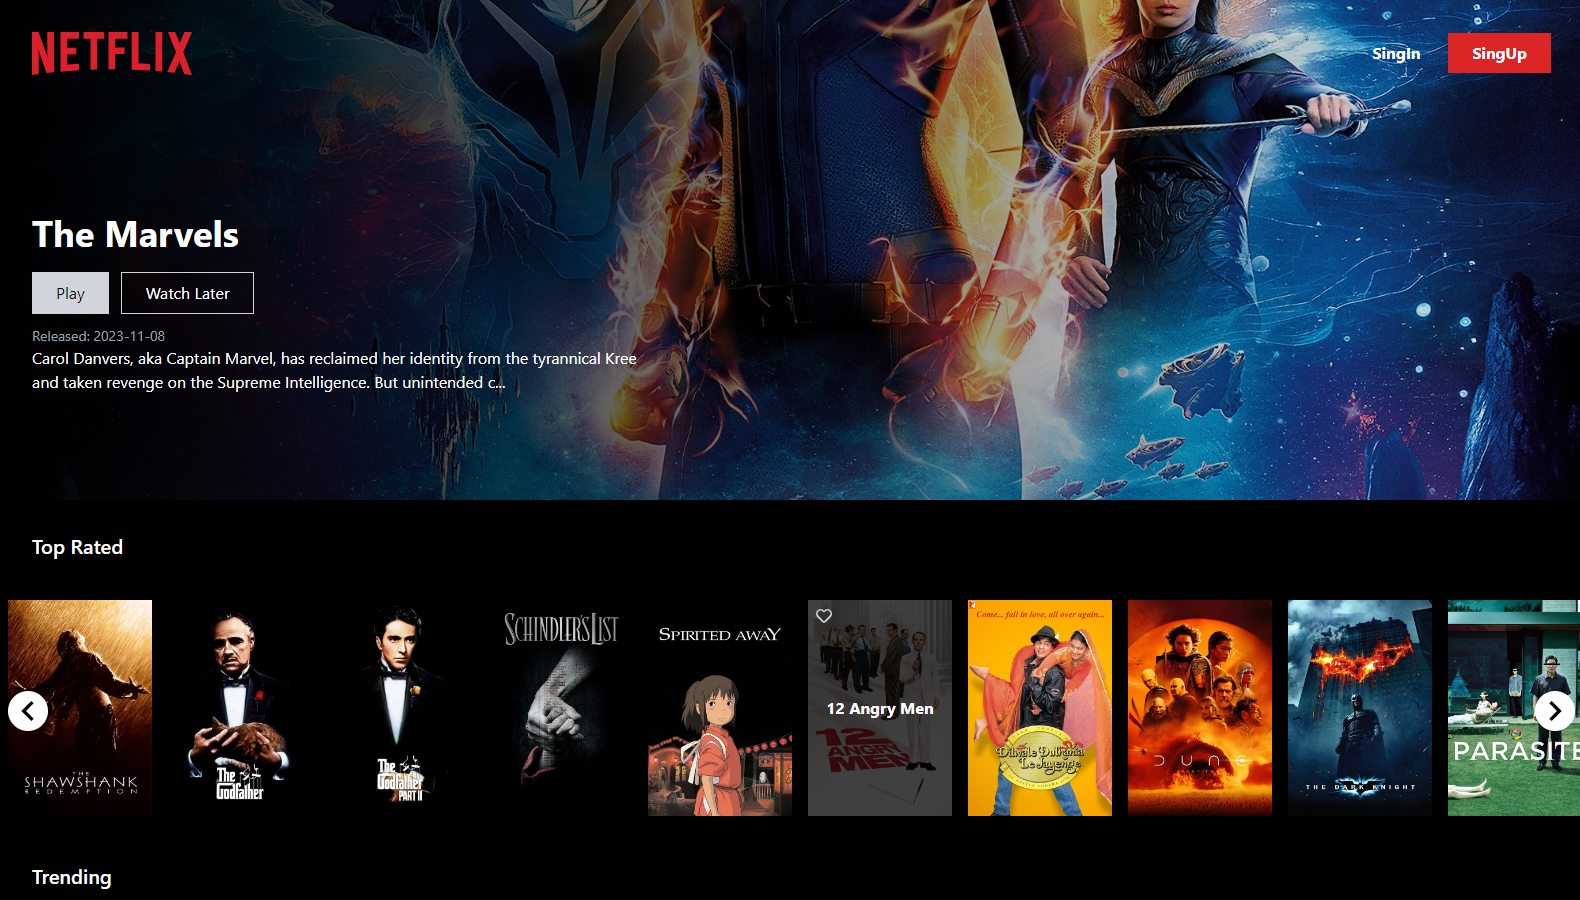 NETFLIX
SingIn
SingUp
The Marvels
Play
Watch Later
Released: 2023-11-08
Carol Danvers, aka Captain Marvel, has reclaimed her identity from the tyrannical Kree
and taken revenge on the Supreme Intelligence. But unintended c...
Top Rated
THE
SHAWSHANK
REDEMPTION
The
Godfather
The
Godfather
PART II
SCHINDLER'S LIST
SPIRITED AWAY
12 Angry Men
12
ANGRY
MEN
Come... fall in love, all over again...
Dilwale Dulhania
Le Jayenge
DUNE
THE DARK KNIGHT
PARASITE
Trending